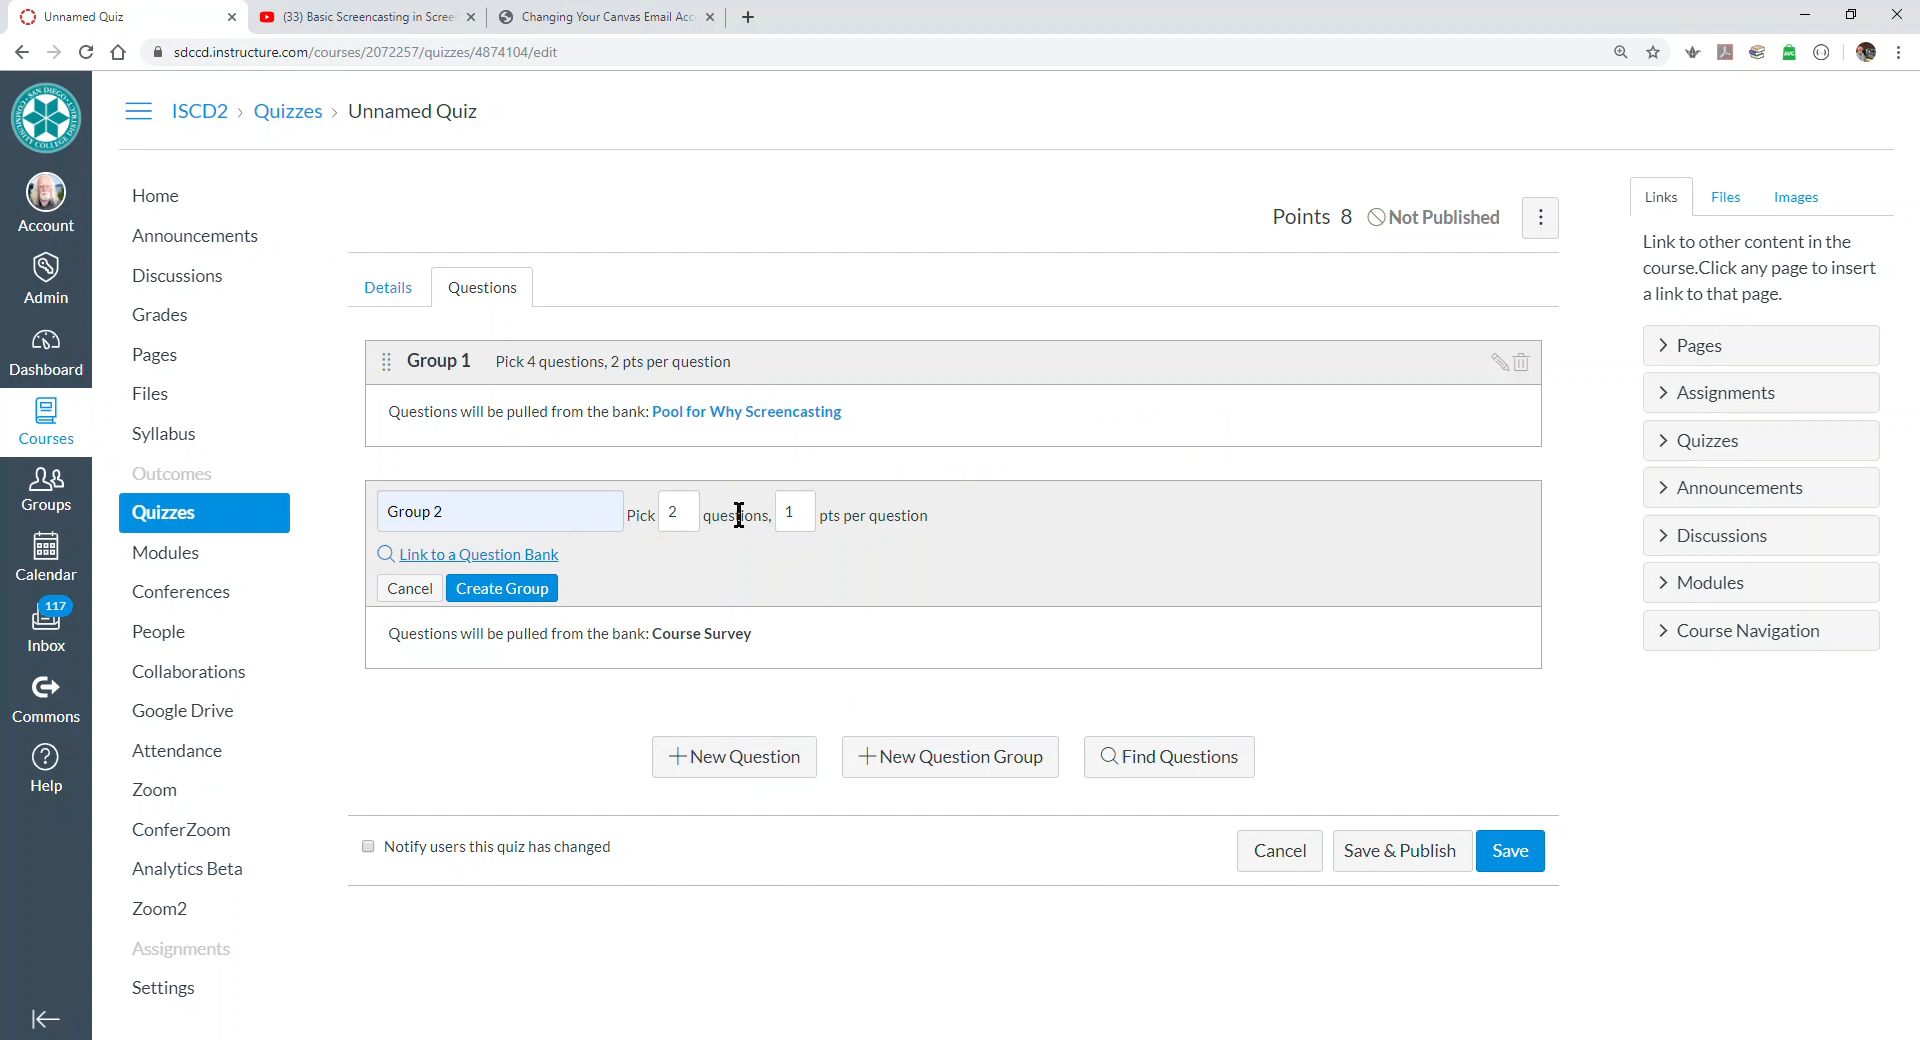 Unnamed Quiz
(33) Basic Screencasting in Scree
Changing Your Canvas Email Acc
sdccd.instructure.com/courses/2072257/quizzes/4874104/edit
SAN DIEGO
COMMUNITY COLLEGE DISTRICT
Account
Admin
Dashboard
Courses
Groups
Calendar
117
Inbox
Commons
Help
ISCD2 › Quizzes › Unnamed Quiz
Home
Announcements
Discussions
Grades
Pages
Files
Syllabus
Outcomes
Quizzes
Modules
Conferences
People
Collaborations
Google Drive
Attendance
Zoom
ConferZoom
Analytics Beta
Zoom2
Assignments
Settings
Points 8 Not Published
Details Questions
Group 1 Pick 4 questions, 2 pts per question
Questions will be pulled from the bank: Pool for Why Screencasting
Group 2 Pick 2 questions, 1 pts per question
Link to a Question Bank
Cancel Create Group
Questions will be pulled from the bank: Course Survey
New Question New Question Group Find Questions
Notify users this quiz has changed
Cancel Save & Publish Save
Links Files Images
Link to other content in the
course.Click any page to insert
a link to that page.
Pages
Assignments
Quizzes
Announcements
Discussions
Modules
Course Navigation